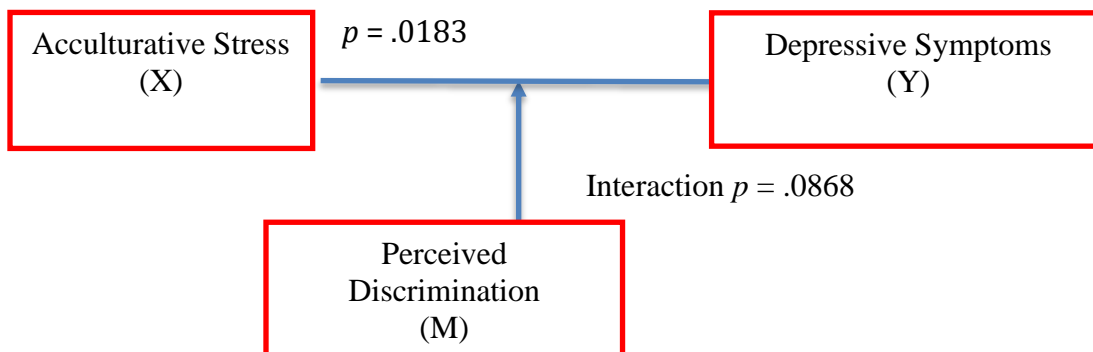 Acculturative Stress
(X)
p = .0183
Depressive Symptoms
(Y)
Interaction p = .0868
Perceived
Discrimination
(M)